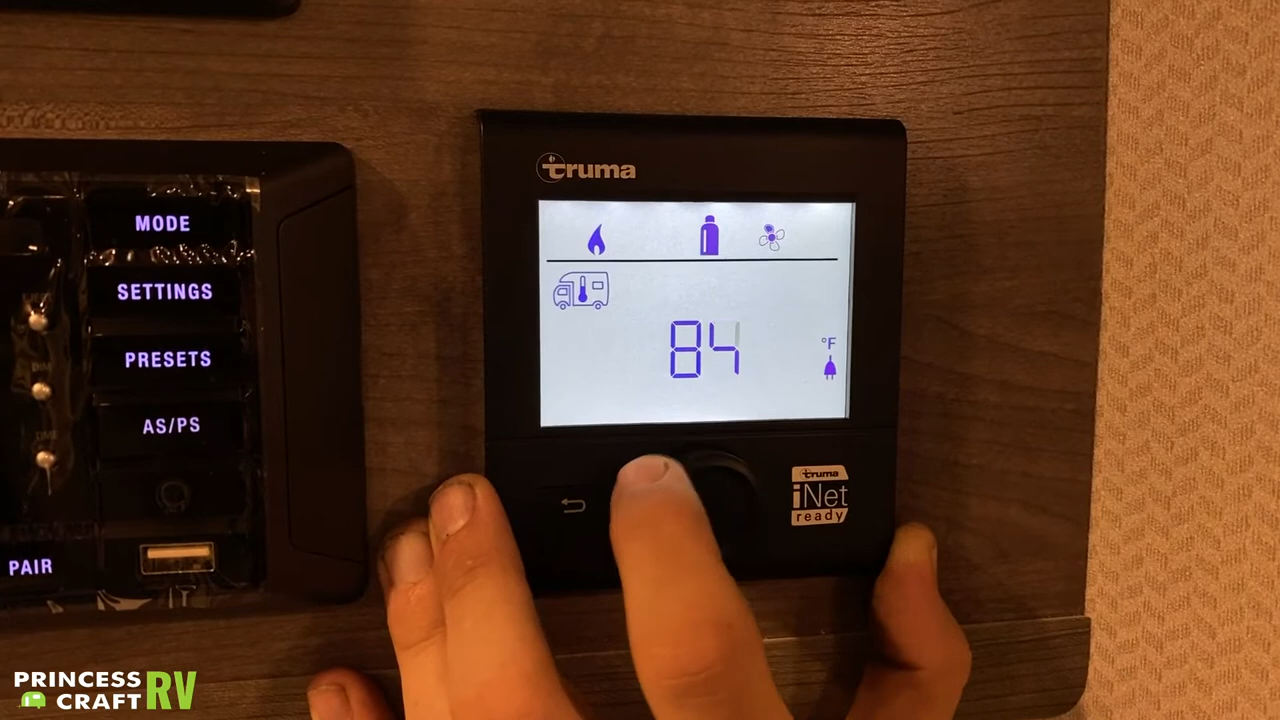 truma
84
°F
truma
iNet
ready
MODE
SETTINGS
PRESETS
AS/PS
PAIR
PRINCESS
CRAFT RV